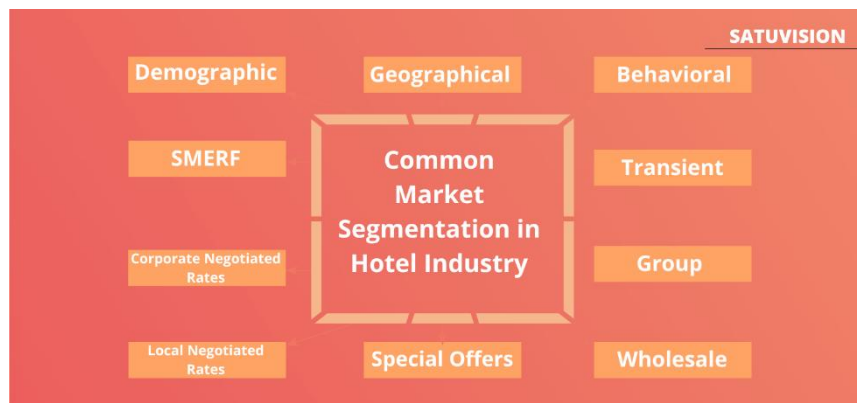 SATUVISION
Demographic
Geographical
Behavioral
SMERF
Common
Market
Segmentation in
Hotel Industry
Transient
Corporate Negotiated
Rates
Group
Local Negotiated
Rates
Special Offers
Wholesale